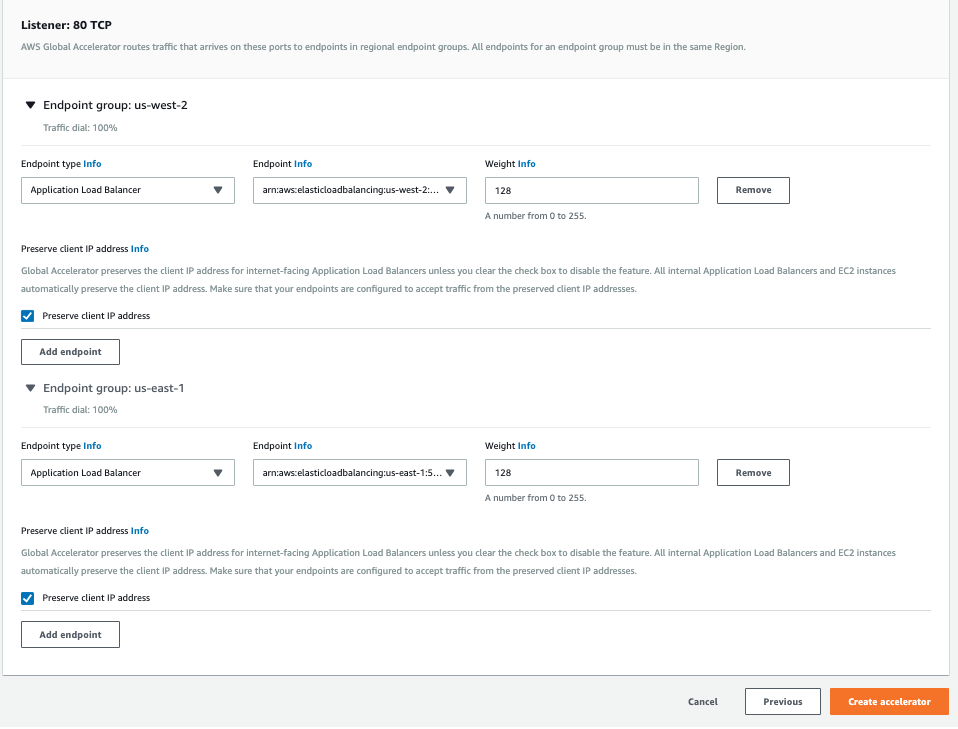 Listener: 80 TCP
AWS Global Accelerator routes traffic that arrives on these ports to endpoints in regional endpoint groups. All endpoints for an endpoint group must be in the same Region.
Endpoint group: us-west-2
Traffic dial: 100%
Endpoint type Info Endpoint Info Weight Info
Application Load Balancer arn:aws:elasticloadbalancing:us-west-2:... 128 Remove
A number from 0 to 255.
Preserve client IP address Info
Global Accelerator preserves the client IP address for internet-facing Application Load Balancers unless you clear the check box to disable the feature. All internal Application Load Balancers and EC2 instances
automatically preserve the client IP address. Make sure that your endpoints are configured to accept traffic from the preserved client IP addresses.
Preserve client IP address
Add endpoint
Endpoint group: us-east-1
Traffic dial: 100%
Endpoint type Info Endpoint Info Weight Info
Application Load Balancer arn:aws:elasticloadbalancing:us-east-1:5... 128 Remove
A number from 0 to 255.
Preserve client IP address Info
Global Accelerator preserves the client IP address for internet-facing Application Load Balancers unless you clear the check box to disable the feature. All internal Application Load Balancers and EC2 instances
automatically preserve the client IP address. Make sure that your endpoints are configured to accept traffic from the preserved client IP addresses.
Preserve client IP address
Add endpoint
Cancel Previous Create accelerator